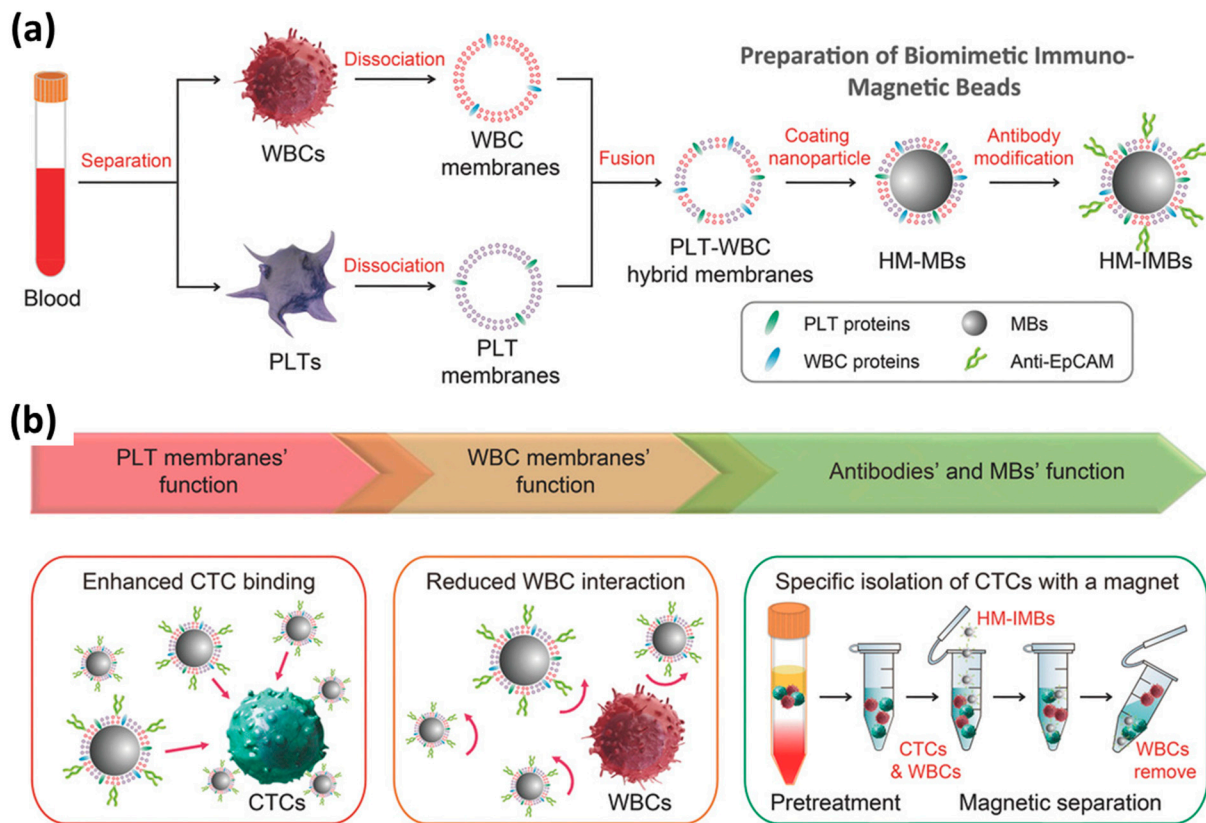 (a)
Preparation of Biomimetic Immuno-
Magnetic Beads
Blood
Separation
WBCs
Dissociation
WBC
membranes
PLTs
Dissociation
PLT
membranes
Fusion
PLT-WBC
hybrid membranes
Coating
nanoparticle
HM-MBs
Antibody
modification
HM-IMBs
PLT proteins
MBs
WBC proteins
Anti-EpCAM
(b)
PLT membranes'
function
WBC membranes'
function
Antibodies' and MBs' function
Enhanced CTC binding
CTCs
Reduced WBC interaction
WBCs
Specific isolation of CTCs with a magnet
HM-IMBs
CTCs
& WBCs
WBCs
remove
Pretreatment
Magnetic separation